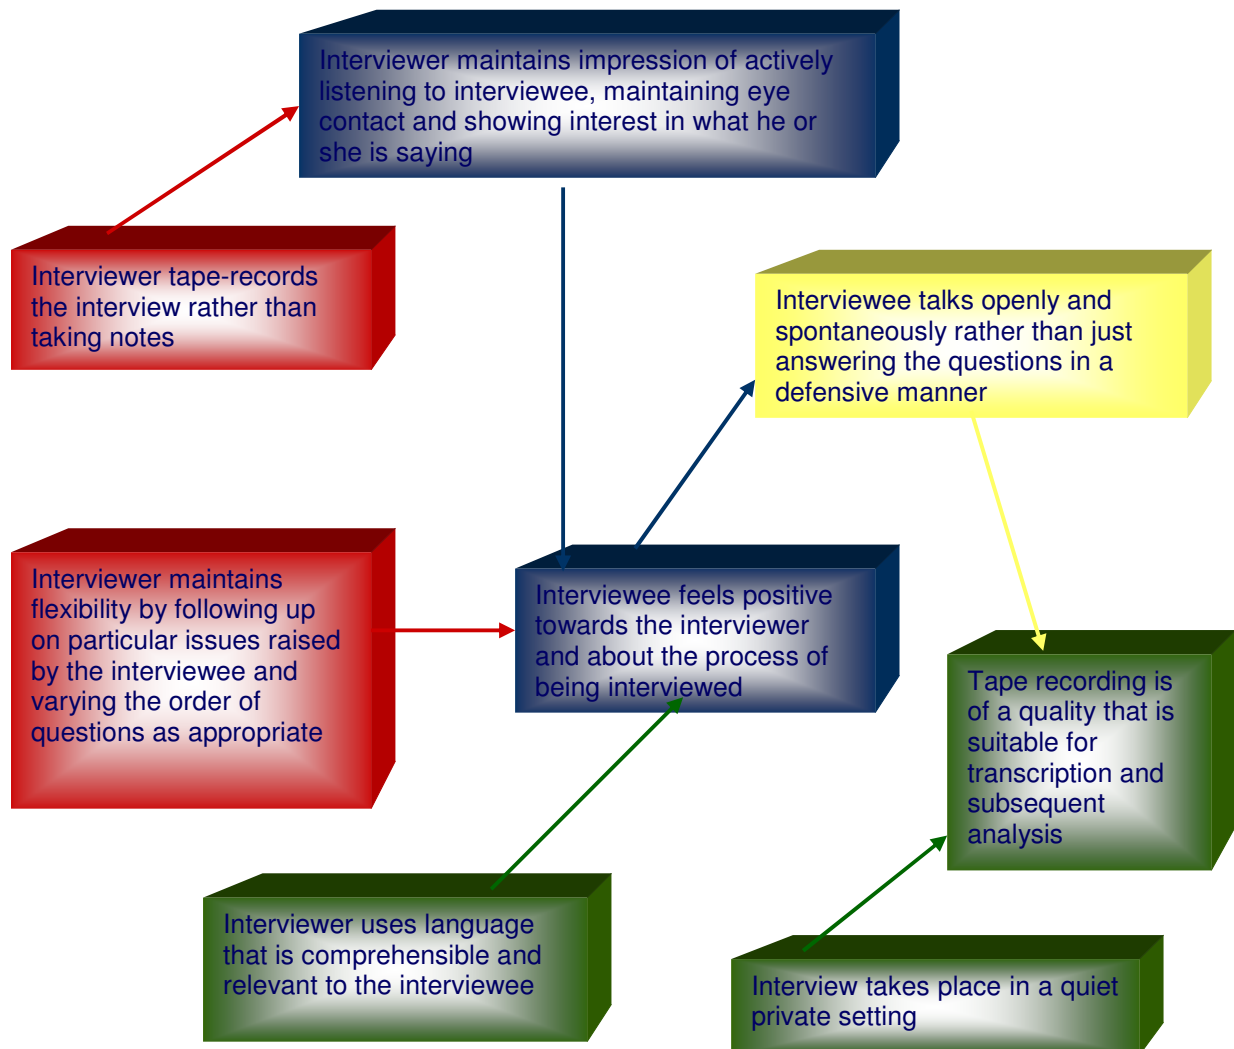 Interviewer maintains impression of actively
listening to interviewee, maintaining eye
contact and showing interest in what he or
she is saying
Interviewer tape-records
the interview rather than
taking notes
Interviewee talks openly and
spontaneously rather than just
answering the questions in a
defensive manner
Interviewer maintains
flexibility by following up
on particular issues raised
by the interviewee and
varying the order of
questions as appropriate
Interviewee feels positive
towards the interviewer
and about the process of
being interviewed
Tape recording is
of a quality that is
suitable for
transcription and
subsequent
analysis
Interviewer uses language
that is comprehensible and
relevant to the interviewee
Interview takes place in a quiet
private setting